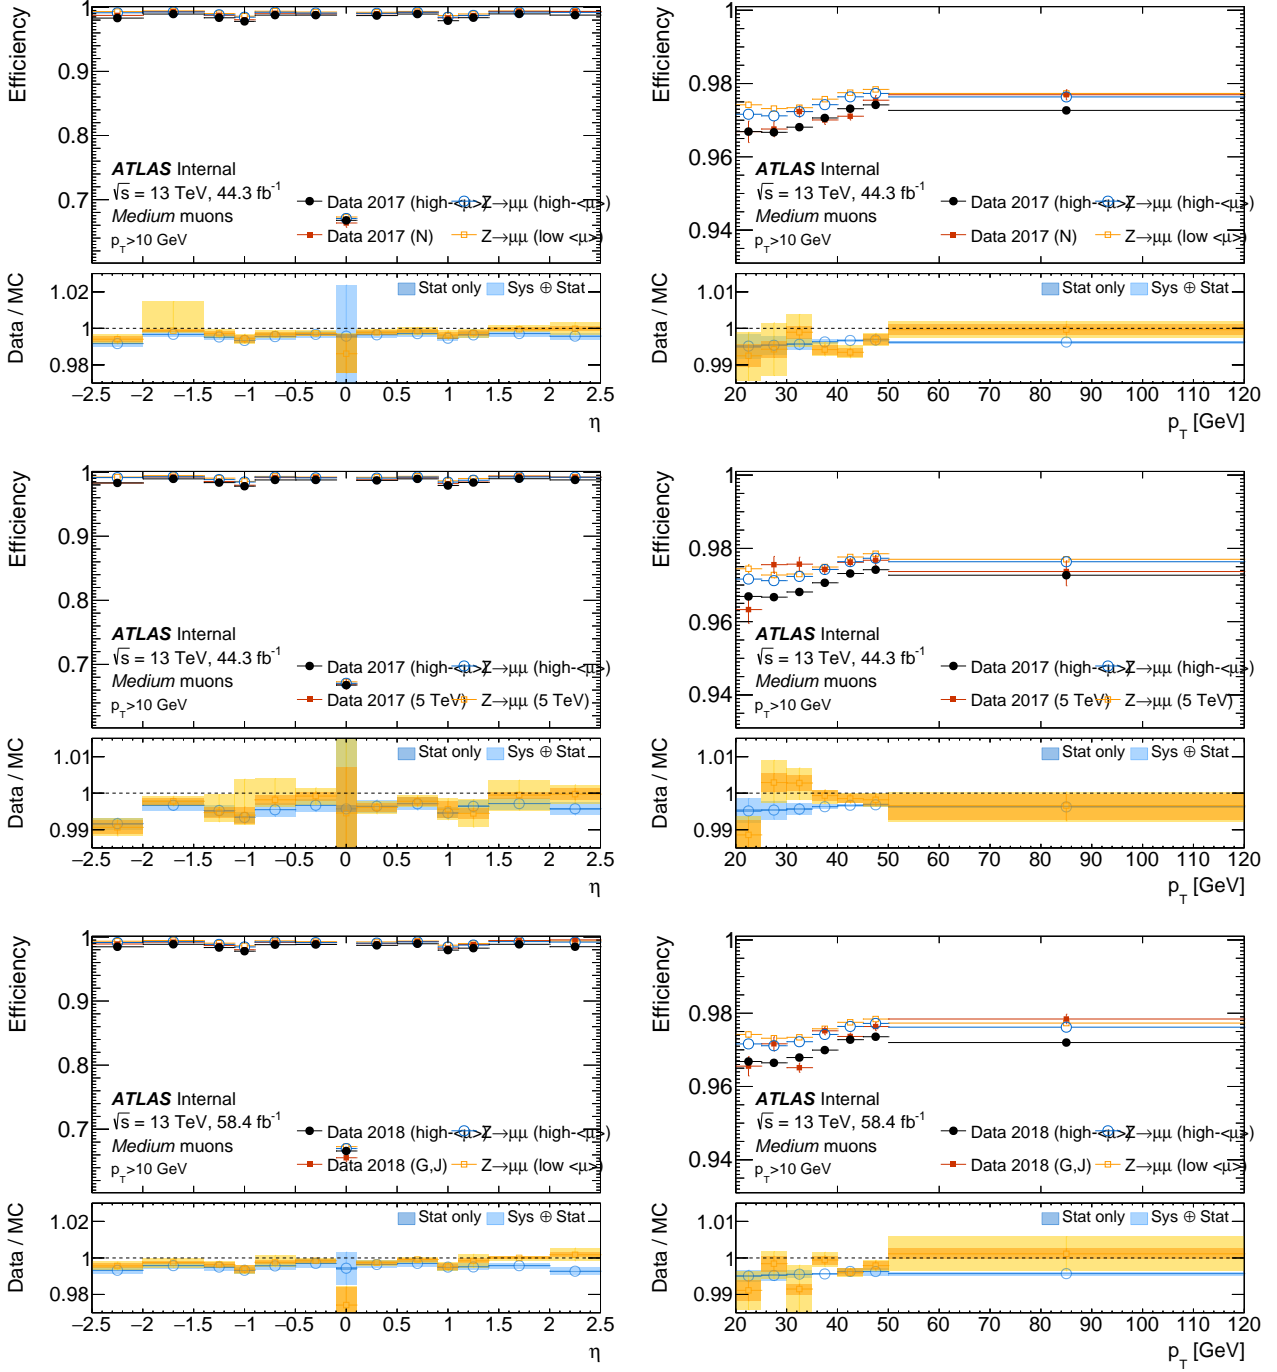 Efficiency
1
0.9
0.8
0.7
ATLAS Internal
√s = 13 TeV, 44.3 fb-1
Medium muons
pT>10 GeV
Data 2017 (high-<μ>)
Z→μμ (high-<μ>)
Data 2017 (N)
Z→μμ (low <μ>)
Data / MC
1.02
1
0.98
Stat only
Sys ⊕ Stat
−2.5 −2 −1.5 −1 −0.5 0 0.5 1 1.5 2 2.5
η
Efficiency
1
0.98
0.96
0.94
ATLAS Internal
√s = 13 TeV, 44.3 fb-1
Medium muons
pT>10 GeV
Data 2017 (high-<μ>)
Z→μμ (high-<μ>)
Data 2017 (N)
Z→μμ (low <μ>)
Data / MC
1.01
1
0.99
Stat only
Sys ⊕ Stat
20 30 40 50 60 70 80 90 100 110 120
pT [GeV]
Efficiency
1
0.9
0.8
0.7
ATLAS Internal
√s = 13 TeV, 44.3 fb-1
Medium muons
pT>10 GeV
Data 2017 (high-<μ>)
Z→μμ (high-<μ>)
Data 2017 (5 TeV)
Z→μμ (5 TeV)
Data / MC
1.01
1
0.99
Stat only
Sys ⊕ Stat
−2.5 −2 −1.5 −1 −0.5 0 0.5 1 1.5 2 2.5
η
Efficiency
1
0.98
0.96
0.94
ATLAS Internal
√s = 13 TeV, 44.3 fb-1
Medium muons
pT>10 GeV
Data 2017 (high-<μ>)
Z→μμ (high-<μ>)
Data 2017 (5 TeV)
Z→μμ (5 TeV)
Data / MC
1.01
1
0.99
Stat only
Sys ⊕ Stat
20 30 40 50 60 70 80 90 100 110 120
pT [GeV]
Efficiency
1
0.9
0.8
0.7
ATLAS Internal
√s = 13 TeV, 58.4 fb-1
Medium muons
pT>10 GeV
Data 2018 (high-<μ>)
Z→μμ (high-<μ>)
Data 2018 (G,J)
Z→μμ (low <μ>)
Data / MC
1.02
1
0.98
Stat only
Sys ⊕ Stat
−2.5 −2 −1.5 −1 −0.5 0 0.5 1 1.5 2 2.5
η
Efficiency
1
0.98
0.96
0.94
ATLAS Internal
√s = 13 TeV, 58.4 fb-1
Medium muons
pT>10 GeV
Data 2018 (high-<μ>)
Z→μμ (high-<μ>)
Data 2018 (G,J)
Z→μμ (low <μ>)
Data / MC
1.01
1
0.99
Stat only
Sys ⊕ Stat
20 30 40 50 60 70 80 90 100 110 120
pT [GeV]